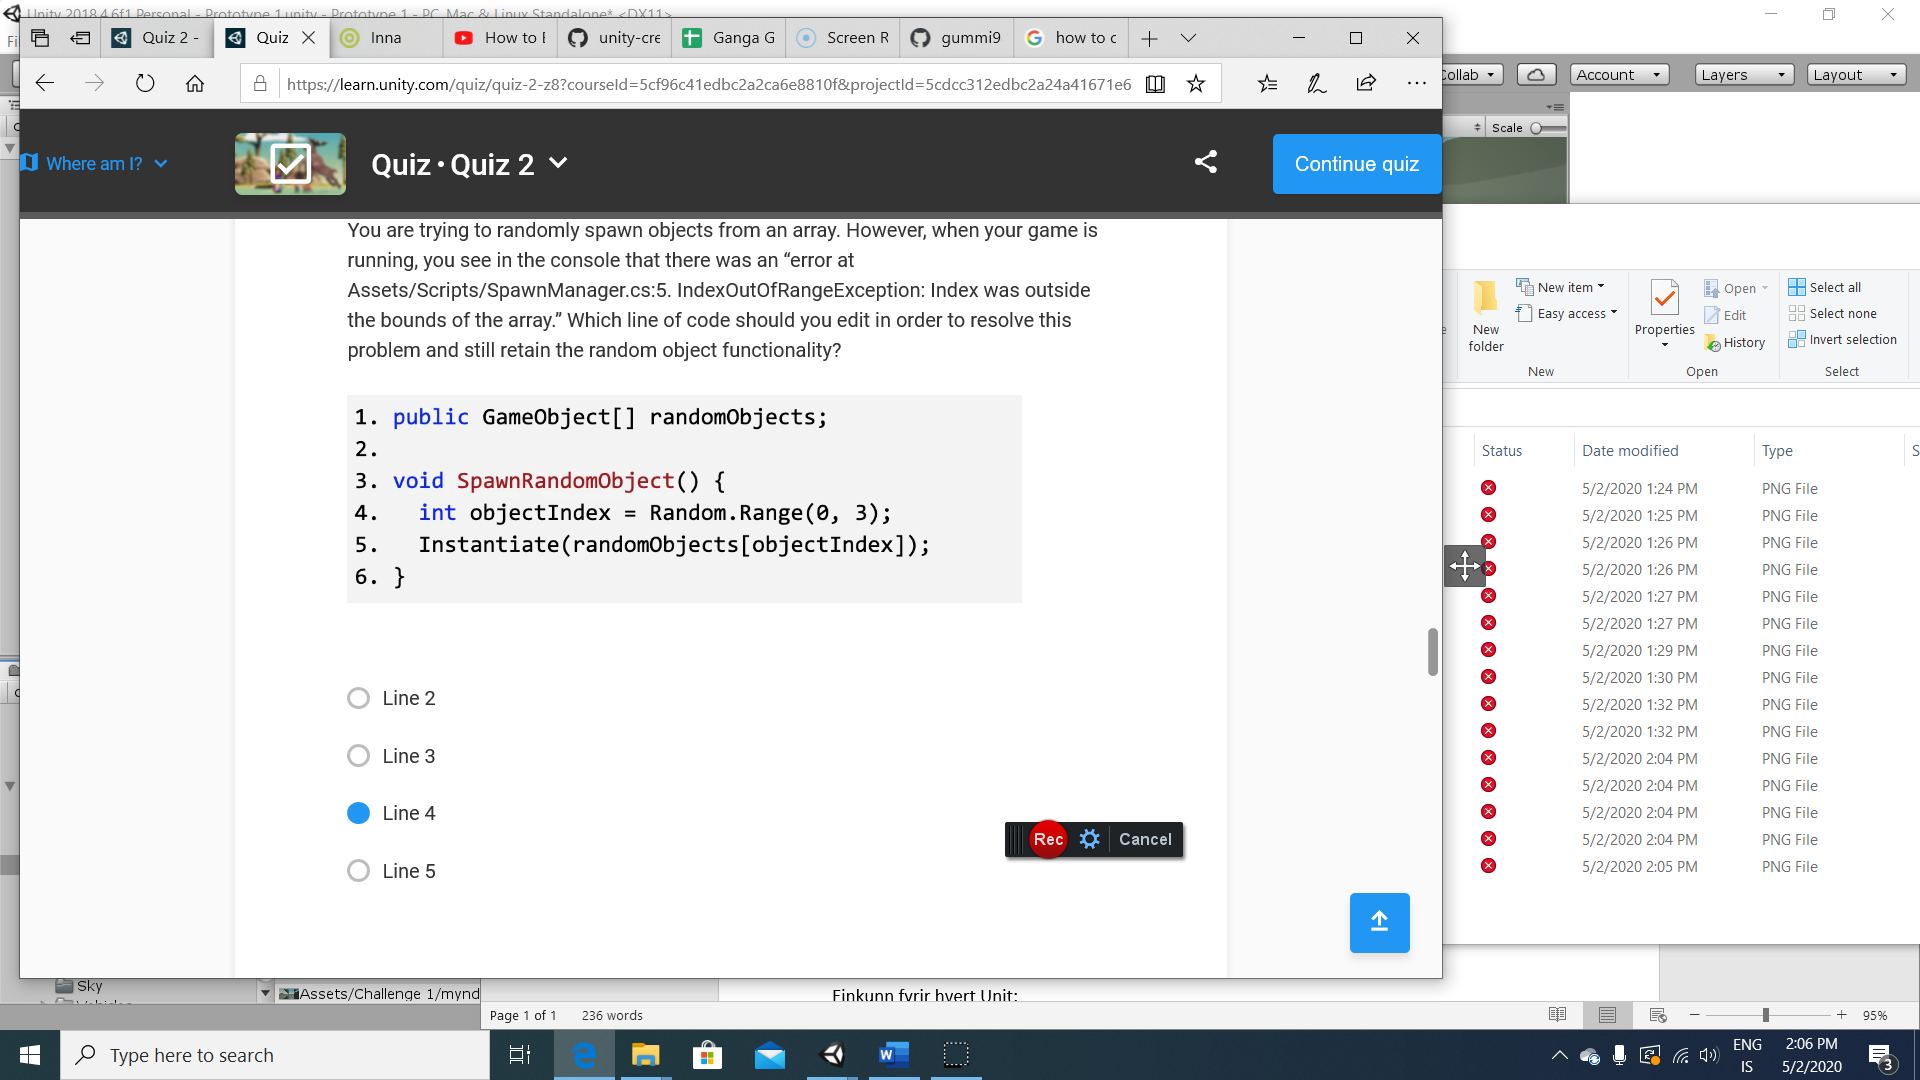 Unity 2018.4.6f1 Personal - Prototype 1.unity - Prototype 1 - PC, Mac & Linux Standalone* <DX11>
Quiz 2 -
Quiz
Inna
How to
unity-cre
Ganga G
Screen R
gummi9
how to c
https://learn.unity.com/quiz/quiz-2-z8?courseId=5cf96c41edbc2a2ca6e8810f&projectId=5cdcc312edbc2a24a41671e6
Collab
Account
Layers
Layout
Scale
Where am I?
Quiz · Quiz 2
Continue quiz
You are trying to randomly spawn objects from an array. However, when your game is
running, you see in the console that there was an “error at
Assets/Scripts/SpawnManager.cs:5. IndexOutOfRangeException: Index was outside
the bounds of the array.” Which line of code should you edit in order to resolve this
problem and still retain the random object functionality?
1. public GameObject[] randomObjects;
2.
3. void SpawnRandomObject() {
4. int objectIndex = Random.Range(0, 3);
5. Instantiate(randomObjects[objectIndex]);
6. }
Line 2
Line 3
Line 4
Line 5
Rec Cancel
New item
Easy access
New
folder
New
Properties
Open
Edit
History
Open
Select all
Select none
Invert selection
Select
Status Date modified Type S
5/2/2020 1:24 PM PNG File
5/2/2020 1:25 PM PNG File
5/2/2020 1:26 PM PNG File
5/2/2020 1:26 PM PNG File
5/2/2020 1:27 PM PNG File
5/2/2020 1:27 PM PNG File
5/2/2020 1:29 PM PNG File
5/2/2020 1:30 PM PNG File
5/2/2020 1:32 PM PNG File
5/2/2020 1:32 PM PNG File
5/2/2020 2:04 PM PNG File
5/2/2020 2:04 PM PNG File
5/2/2020 2:04 PM PNG File
5/2/2020 2:04 PM PNG File
5/2/2020 2:05 PM PNG File
Sky
Assets/Challenge 1/mynd
Einkunn fyrir hvert Unit:
Page 1 of 1 236 words
95%
Type here to search
ENG
IS
2:06 PM
5/2/2020
3